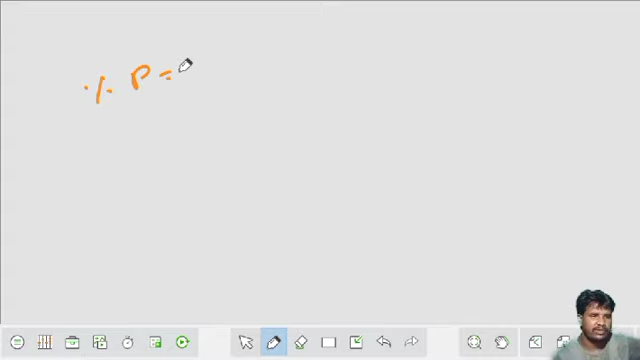 % P =